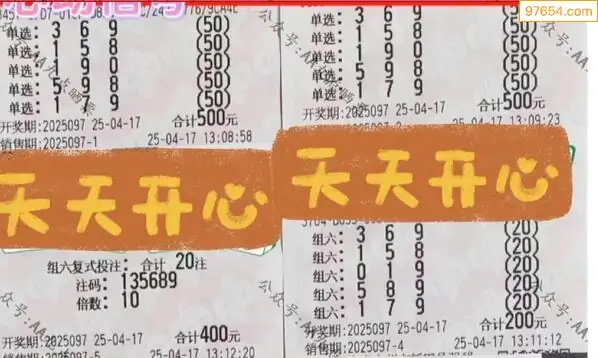 97654.com
单选: 3 6 9 (50)
单选: 1 5 8 (50)
单选: 1 9 0 (50)
单选: 5 9 8 (50)
单选: 1 7 9 (50)
合计500元
开奖期:2025097 25-04-17
销售期:2025097-1 25-04-17 13:08:58
单选: 3 6 9 (50)
单选: 1 5 8 (50)
单选: 1 9 0 (50)
单选: 5 9 8 (50)
单选: 1 7 9 (50)
合计500元
开奖期:2025097 25-04-17
25-04-17 13:09:23
天天开心
天天开心
组六复式投注: 合计 20注
注码: 135689
倍数: 10
合计400元
开奖期:2025097 25-04-17
销售期:2025097-5 25-04-17 13:12:20
组六: 3 6 9 (20)
组六: 1 5 8 (20)
组六: 0 1 9 (20)
组六: 5 8 9 (20)
组六: 1 7 9 (20)
合计200元
开奖期:2025097 25-04-17
销售期:2025097-4 25-04-17 13:11:12